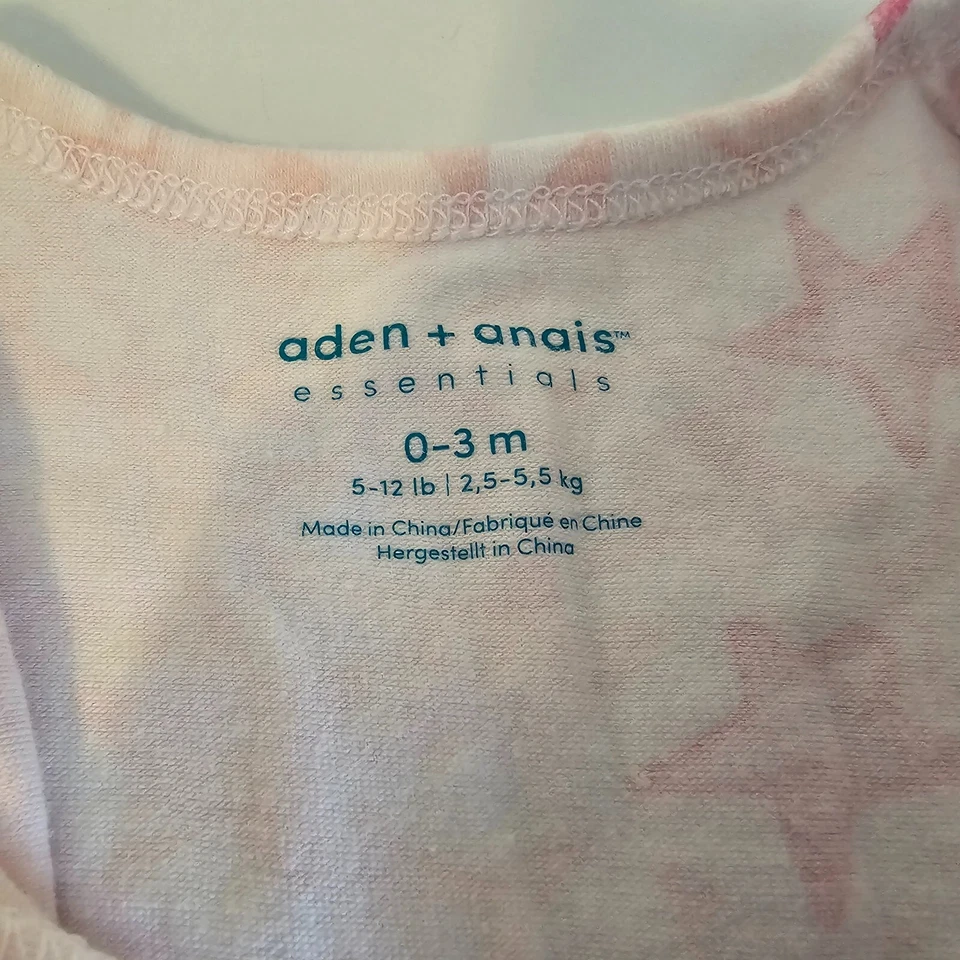 aden + anais™
essentials
0-3 m
5-12 lb | 2,5-5,5 kg
Made in China/Fabriqué en Chine
Hergestellt in China